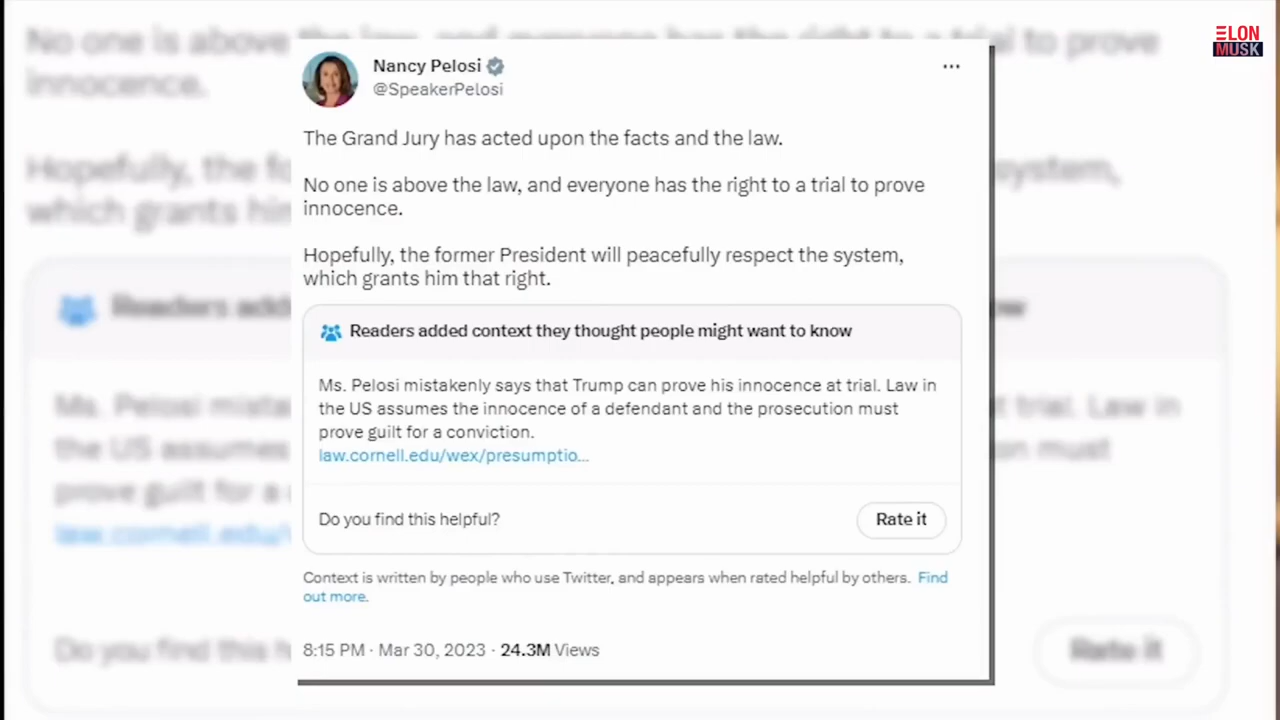 ELON
MUSK
Nancy Pelosi
@SpeakerPelosi
The Grand Jury has acted upon the facts and the law.
No one is above the law, and everyone has the right to a trial to prove
innocence.
Hopefully, the former President will peacefully respect the system,
which grants him that right.
Readers added context they thought people might want to know
Ms. Pelosi mistakenly says that Trump can prove his innocence at trial. Law in
the US assumes the innocence of a defendant and the prosecution must
prove guilt for a conviction.
law.cornell.edu/wex/presumptio...
Do you find this helpful?
Rate it
Context is written by people who use Twitter, and appears when rated helpful by others. Find
out more.
8:15 PM · Mar 30, 2023 · 24.3M Views